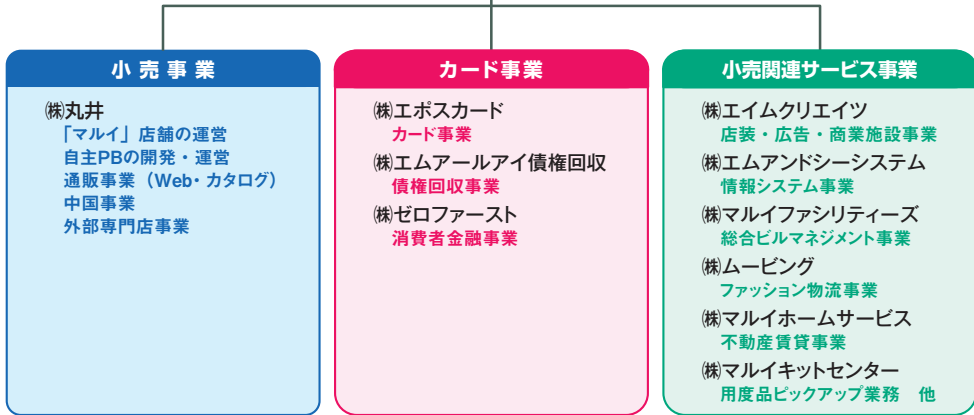 小売事業
㈱丸井
「マルイ」店舗の運営
自主PBの開発・運営
通販事業（Web・カタログ）
中国事業
外部専門店事業
カード事業
㈱エポスカード
カード事業
㈱エムアールアイ債権回収
債権回収事業
㈱ゼロファースト
消費者金融事業
小売関連サービス事業
㈱エイムクリエイツ
店装・広告・商業施設事業
㈱エムアンドシーシステム
情報システム事業
㈱マルイファシリティーズ
総合ビルマネジメント事業
㈱ムービング
ファッション物流事業
㈱マルイホームサービス
不動産賃貸事業
㈱マルイキットセンター
用度品ピックアップ業務　他